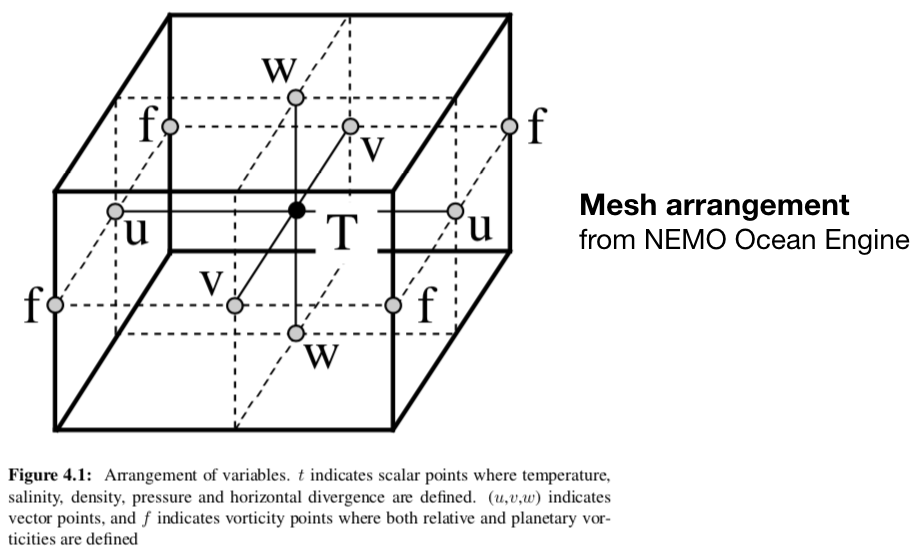 w
f
f
v
u
T
u
v
f
f
w
Mesh arrangement
from NEMO Ocean Engine
Figure 4.1: Arrangement of variables. t indicates scalar points where temperature,
salinity, density, pressure and horizontal divergence are defined. (u,v,w) indicates
vector points, and f indicates vorticity points where both relative and planetary vor-
ticities are defined